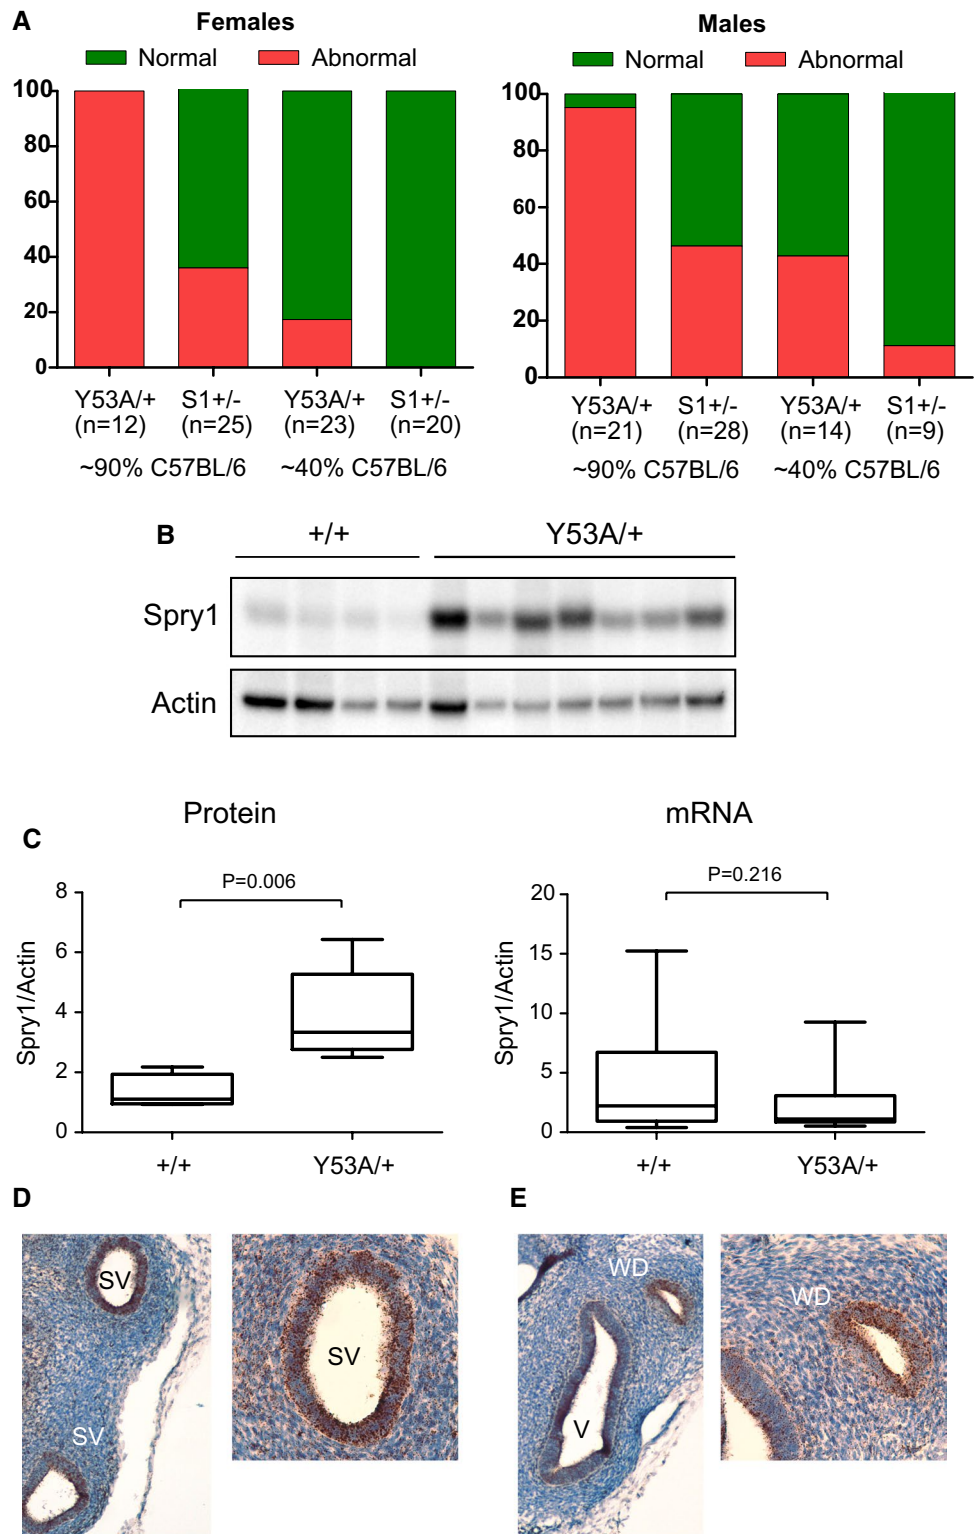 A
Females
Normal Abnormal
100
80
60
40
20
0
Y53A/+ S1+/- Y53A/+ S1+/-
(n=12) (n=25) (n=23) (n=20)
~90% C57BL/6 ~40% C57BL/6
Males
Normal Abnormal
100
80
60
40
20
0
Y53A/+ S1+/- Y53A/+ S1+/-
(n=21) (n=28) (n=14) (n=9)
~90% C57BL/6 ~40% C57BL/6
B
+/+ Y53A/+
Spry1
Actin
C
Protein
P=0.006
Spry1/Actin
8
6
4
2
0
+/+ Y53A/+
mRNA
P=0.216
Spry1/Actin
20
15
10
5
0
+/+ Y53A/+
D
SV
SV
SV
E
WD
V
WD